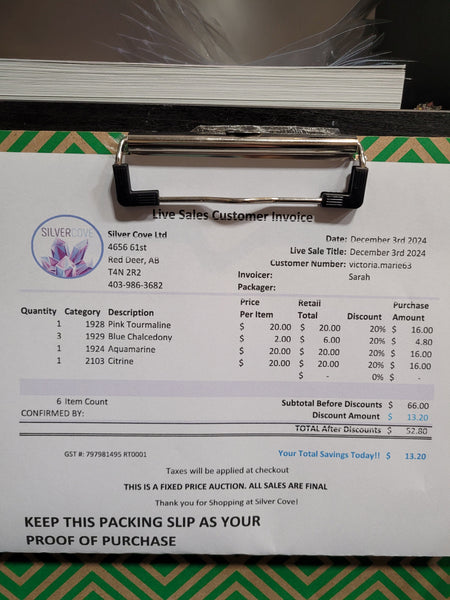 Live Sales Customer Invoice
SILVERCOVE
Silver Cove Ltd
4656 61st
Red Deer, AB
T4N 2R2
403-986-3682
Date: December 3rd 2024
Live Sale Title: December 3rd 2024
Customer Number: victoria.marie63
Invoicer: Sarah
Packager:
Quantity Category Description Price Per Item Retail Total Discount Purchase Amount
1 1928 Pink Tourmaline $ 20.00 $ 20.00 20% $ 16.00
3 1929 Blue Chalcedony $ 2.00 $ 6.00 20% $ 4.80
1 1924 Aquamarine $ 20.00 $ 20.00 20% $ 16.00
1 2103 Citrine $ 20.00 $ 20.00 20% $ 16.00
$ - 0% $ -
6 Item Count Subtotal Before Discounts $ 66.00
CONFIRMED BY: Discount Amount $ 13.20
TOTAL After Discounts $ 52.80
GST #: 797981495 RT0001 Your Total Savings Today!! $ 13.20
Taxes will be applied at checkout
THIS IS A FIXED PRICE AUCTION. ALL SALES ARE FINAL
Thank you for Shopping at Silver Cove!
KEEP THIS PACKING SLIP AS YOUR
PROOF OF PURCHASE